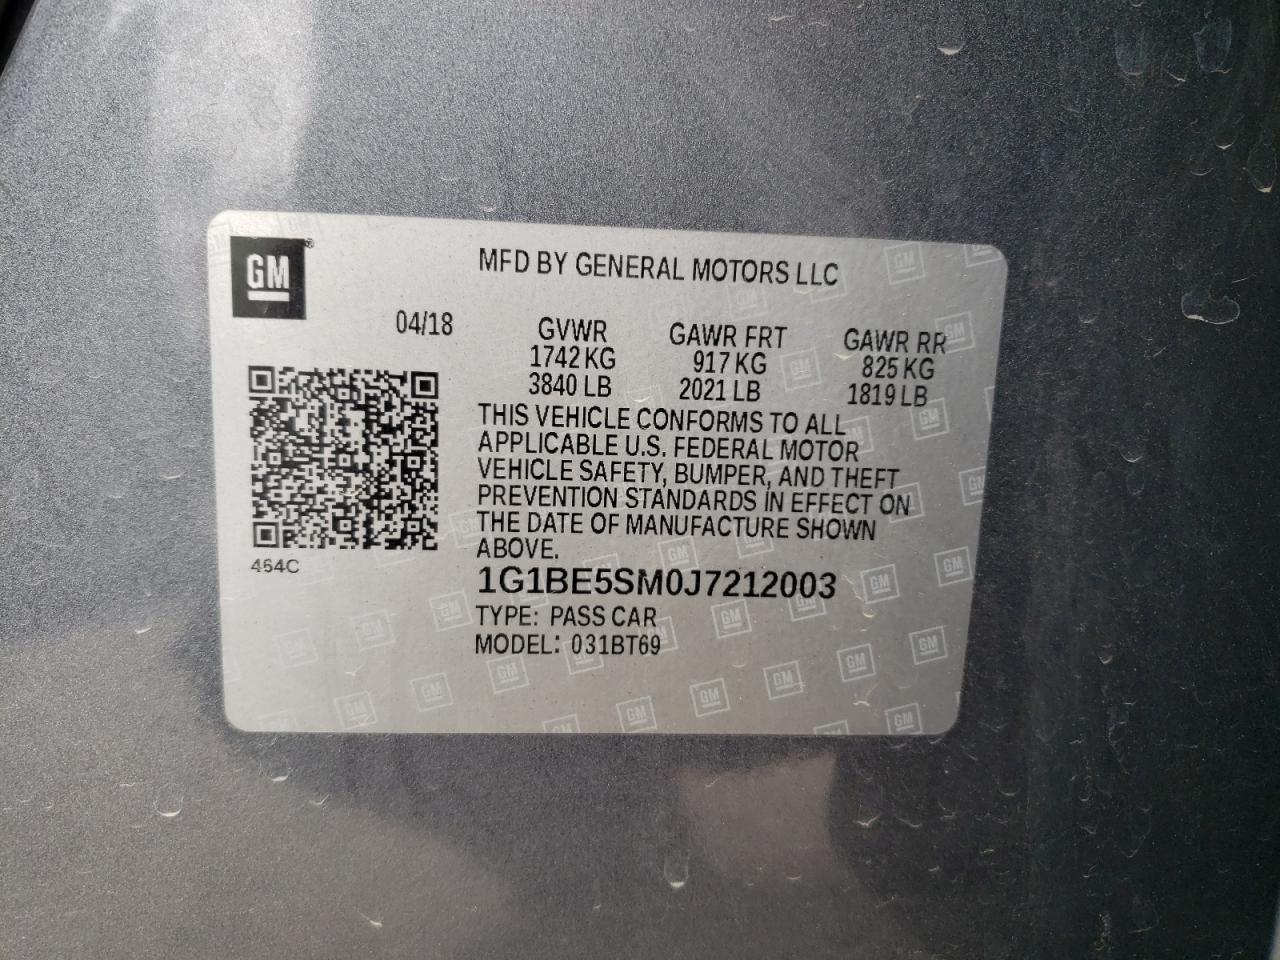 GM®
MFD BY GENERAL MOTORS LLC
04/18
GVWR GAWR FRT GAWR RR
1742 KG 917 KG 825 KG
3840 LB 2021 LB 1819 LB
THIS VEHICLE CONFORMS TO ALL
APPLICABLE U.S. FEDERAL MOTOR
VEHICLE SAFETY, BUMPER, AND THEFT
PREVENTION STANDARDS IN EFFECT ON
THE DATE OF MANUFACTURE SHOWN
ABOVE.
464C
1G1BE5SM0J7212003
TYPE: PASS CAR
MODEL: 031BT69